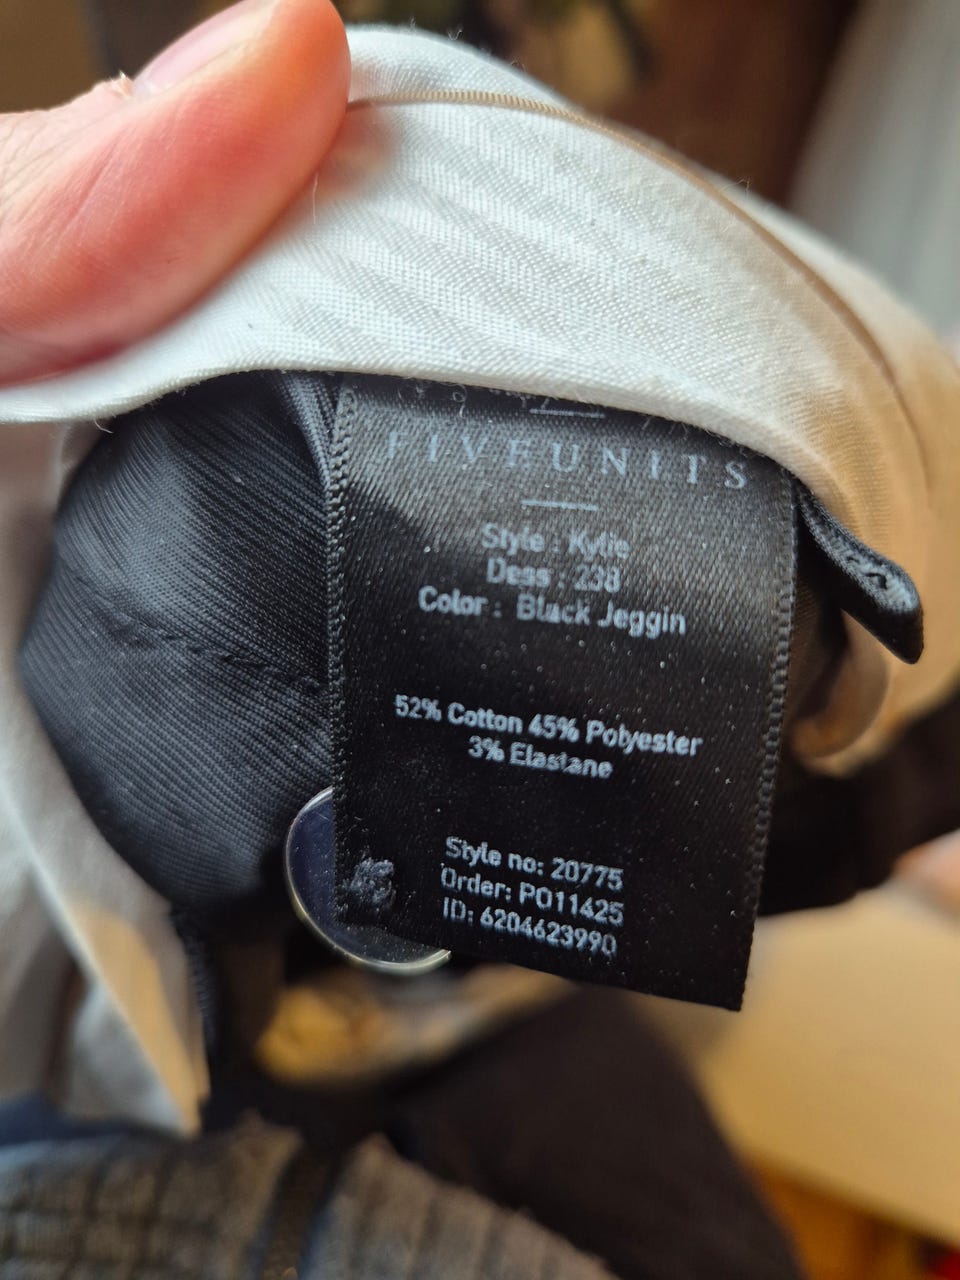 FIVEUNITS
Style : Kylie
Dess : 238
Color : Black Jeggin
52% Cotton 45% Polyester
3% Elastane
Style no: 20775
Order: PO11425
ID: 6204623990